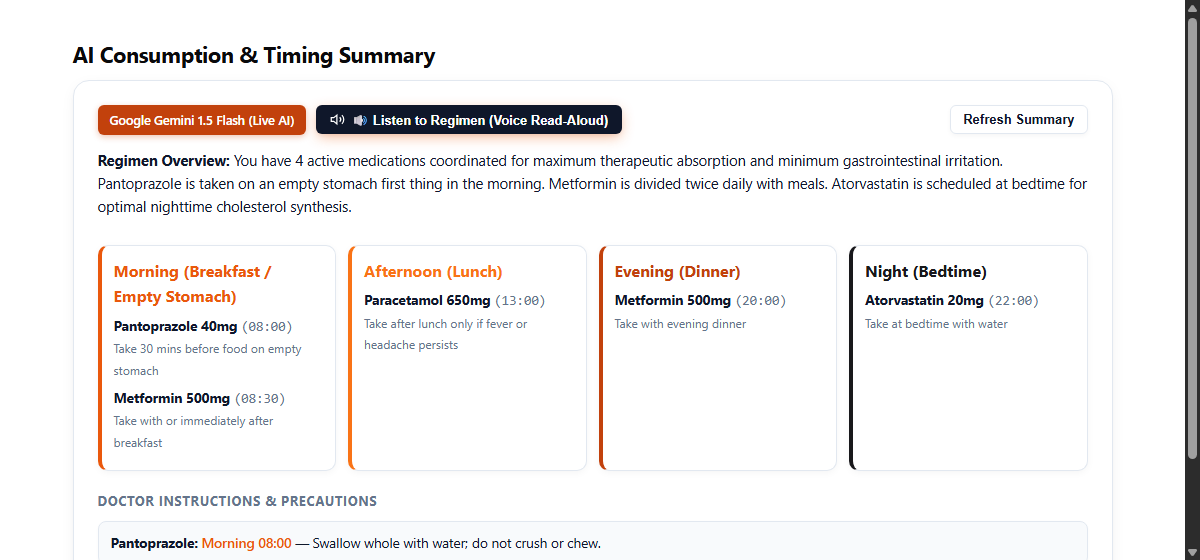 AI Consumption & Timing Summary
Google Gemini 1.5 Flash (Live AI)
🔊 Listen to Regimen (Voice Read-Aloud)
Refresh Summary
Regimen Overview: You have 4 active medications coordinated for maximum therapeutic absorption and minimum gastrointestinal irritation.
Pantoprazole is taken on an empty stomach first thing in the morning. Metformin is divided twice daily with meals. Atorvastatin is scheduled at bedtime for
optimal nighttime cholesterol synthesis.
Morning (Breakfast /
Empty Stomach)
Pantoprazole 40mg (08:00)
Take 30 mins before food on empty
stomach
Metformin 500mg (08:30)
Take with or immediately after
breakfast
Afternoon (Lunch)
Paracetamol 650mg (13:00)
Take after lunch only if fever or
headache persists
Evening (Dinner)
Metformin 500mg (20:00)
Take with evening dinner
Night (Bedtime)
Atorvastatin 20mg (22:00)
Take at bedtime with water
DOCTOR INSTRUCTIONS & PRECAUTIONS
Pantoprazole: Morning 08:00 — Swallow whole with water; do not crush or chew.